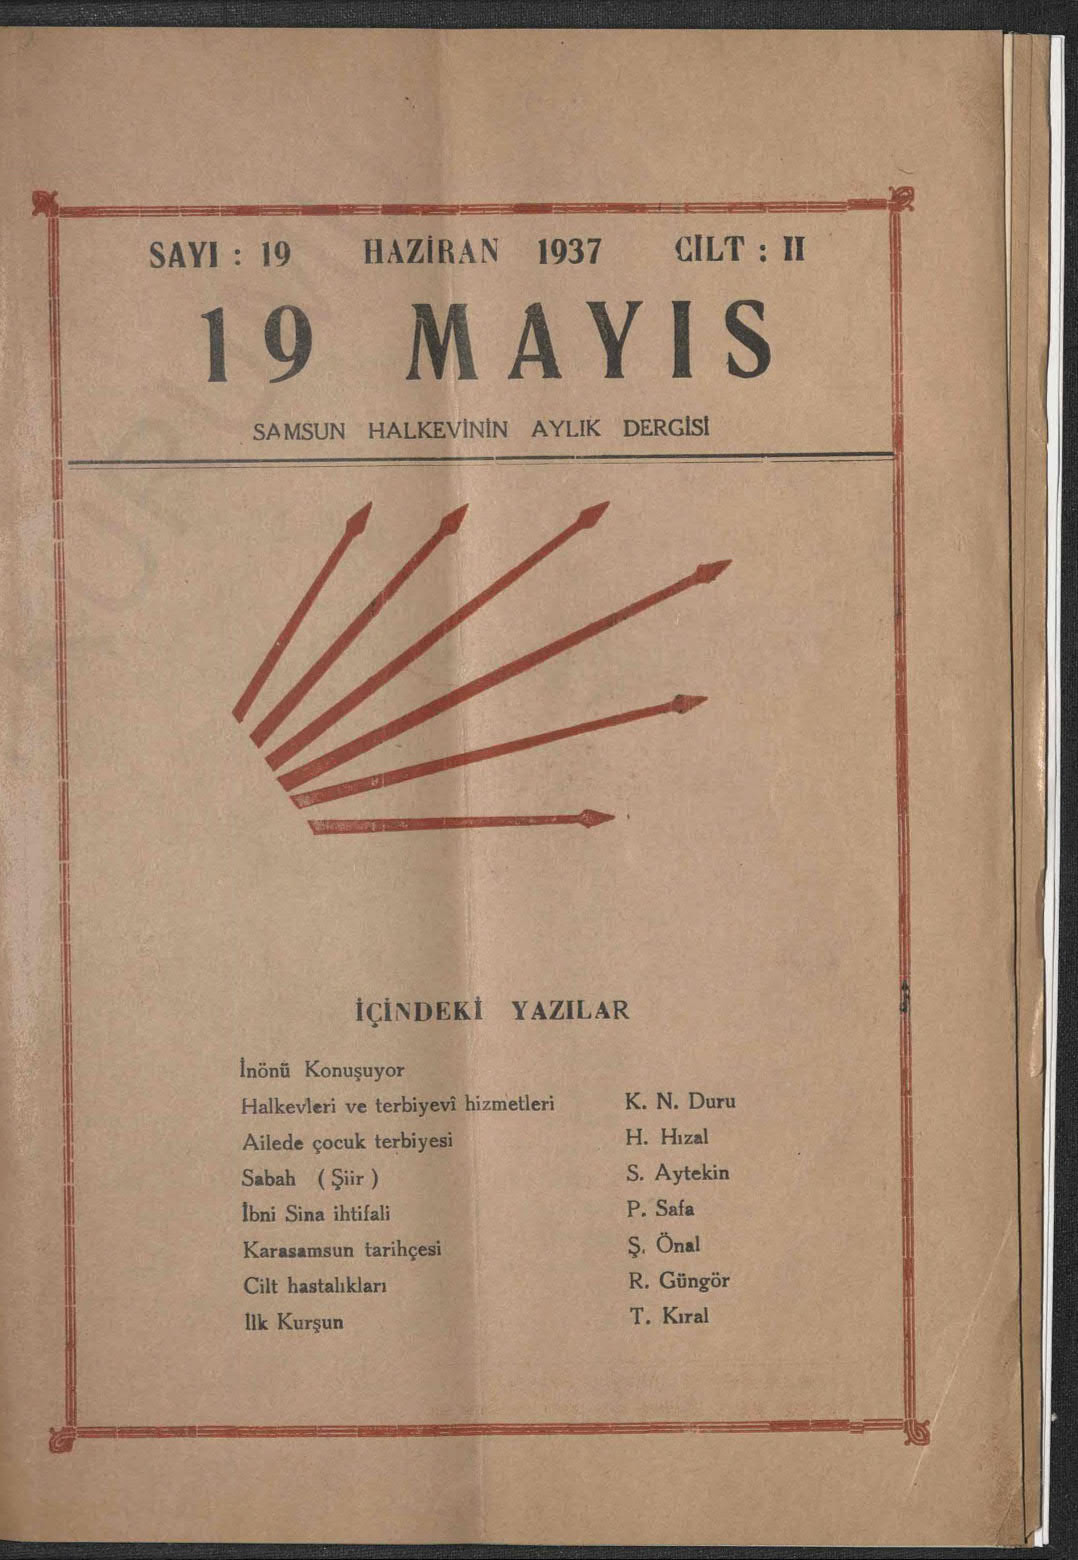 SAYI : 19 HAZİRAN 1937 CİLT : II
19 MAYIS
SAMSUN HALKEVİNİN AYLIK DERGİSİ
İÇİNDEKİ YAZILAR
İnönü Konuşuyor
Halkevleri ve terbiyevî hizmetleri K. N. Duru
Ailede çocuk terbiyesi H. Hızal
Sabah ( Şiir ) S. Aytekin
İbni Sina ihtifali P. Safa
Karasamsun tarihçesi Ş. Önal
Cilt hastalıkları R. Güngör
İlk Kurşun T. Kıral